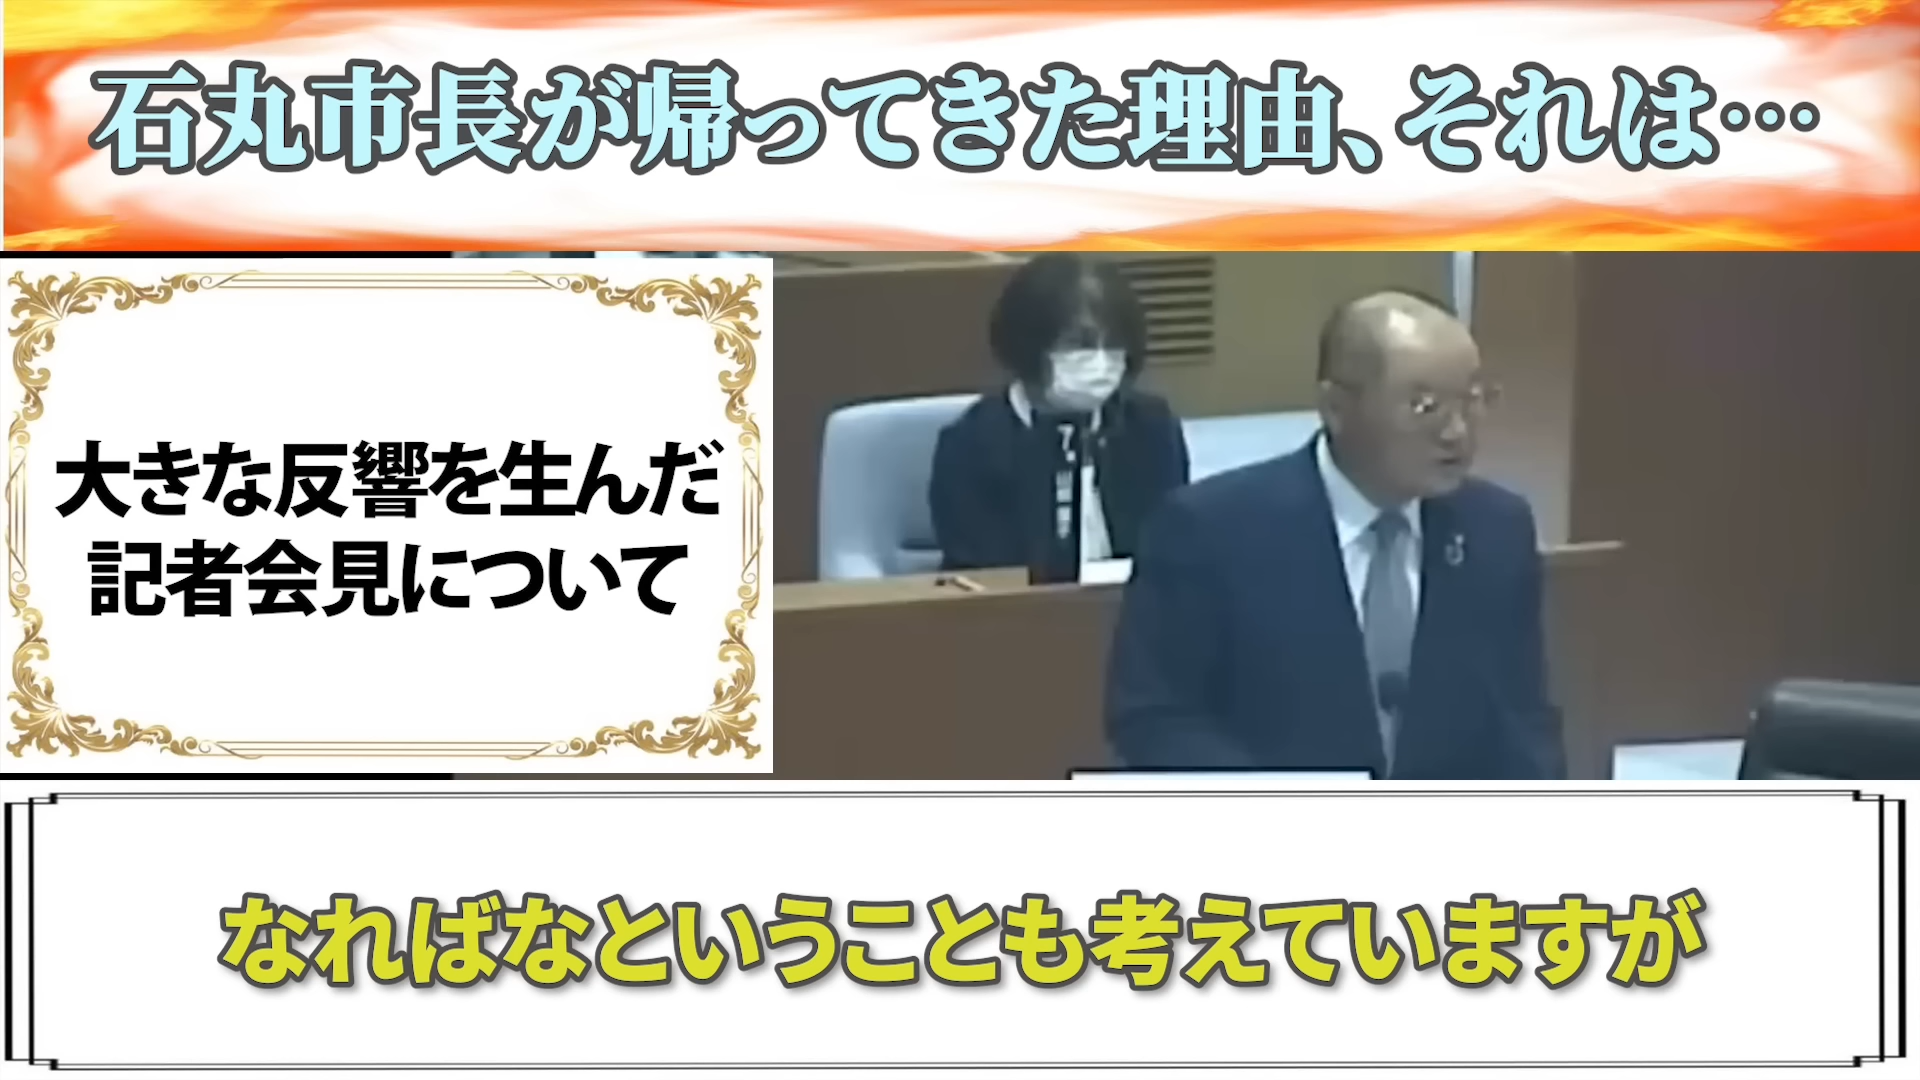 石丸市長が帰ってきた理由、それは…
大きな反響を生んだ
記者会見について
なればなということも考えていますが